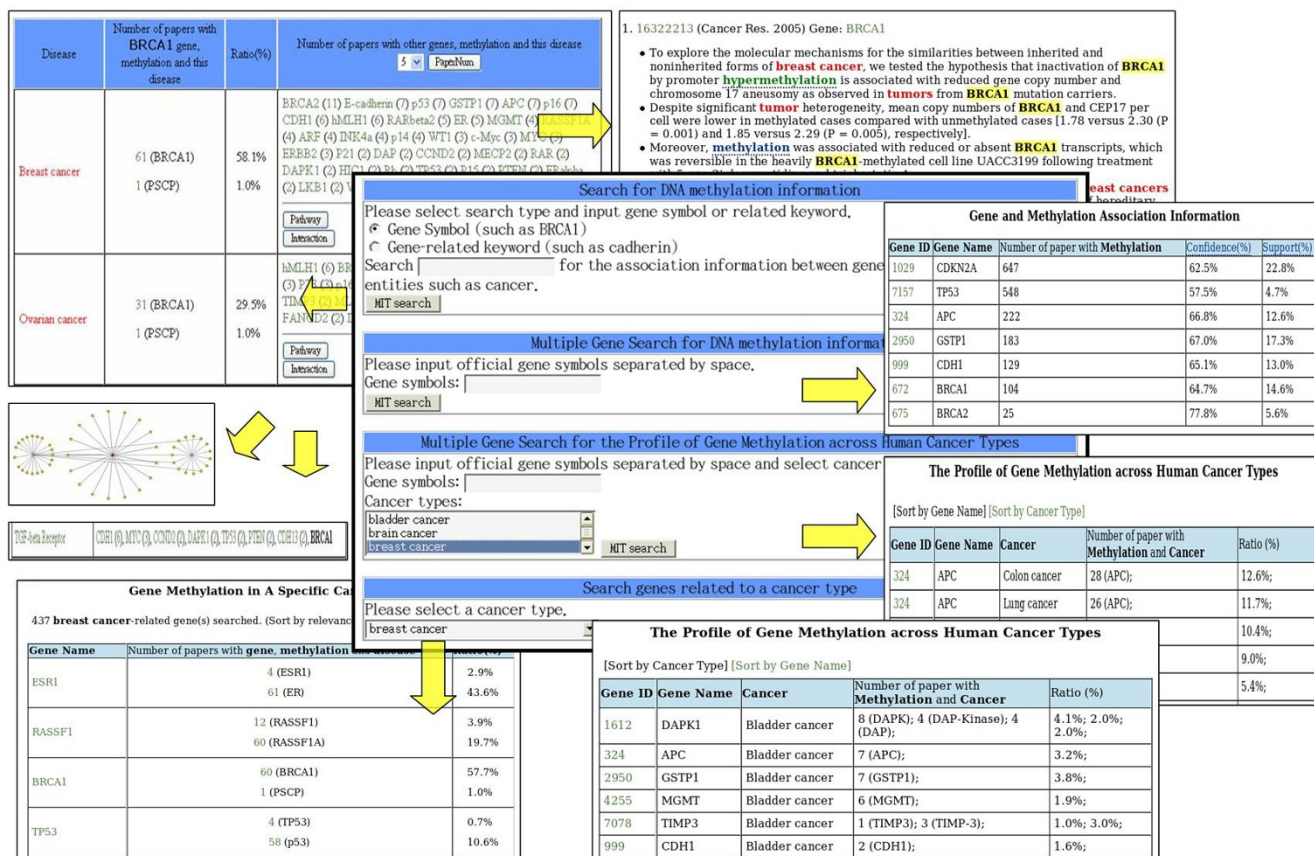 Disease
Number of papers with
BRCA1 gene,
methylation and this
disease
Ratio(%)
Number of papers with other genes, methylation and this disease
5 PaperNum
Breast cancer
61 (BRCA1) 58.1%
1 (PSCP) 1.0%
BRCA2 (11) E-cadherin (7) p53 (7) GSTP1 (7) APC (7) p16 (7)
CDH1 (6) hMLH1 (6) RARbeta2 (5) ER (5) MGMT (4) RASSF1A
(4) ARF (4) INK4a (4) p14 (4) WT1 (3) c-Myc (3) MYC (3)
ERBB2 (3) P21 (2) DAP (2) CCND2 (2) MECP2 (2) RAR (2)
DAPK1 (2) HIC1 (2) Rb (2) TP53 (2) P15 (2) PTEN (2) ERalpha
(2) LKB1 (2)
Pathway
Interaction
Ovarian cancer
31 (BRCA1) 29.5%
1 (PSCP) 1.0%
hMLH1 (6)
Pathway
Interaction
1. 16322213 (Cancer Res. 2005) Gene: BRCA1
• To explore the molecular mechanisms for the similarities between inherited and
noninherited forms of breast cancer, we tested the hypothesis that inactivation of BRCA1
by promoter hypermethylation is associated with reduced gene copy number and
chromosome 17 aneusomy as observed in tumors from BRCA1 mutation carriers.
• Despite significant tumor heterogeneity, mean copy numbers of BRCA1 and CEP17 per
cell were lower in methylated cases compared with unmethylated cases [1.78 versus 2.30 (P
= 0.001) and 1.85 versus 2.29 (P = 0.005), respectively].
• Moreover, methylation was associated with reduced or absent BRCA1 transcripts, which
was reversible in the heavily BRCA1-methylated cell line UACC3199 following treatment
east cancers
hereditary
Search for DNA methylation information
Please select search type and input gene symbol or related keyword.
Gene Symbol (such as BRCA1)
Gene-related keyword (such as cadherin)
Search for the association information between gene
entities such as cancer.
MIT search
Multiple Gene Search for DNA methylation informat
Please input official gene symbols separated by space.
Gene symbols:
MIT search
Multiple Gene Search for the Profile of Gene Methylation across Human Cancer Types
Please input official gene symbols separated by space and select cancer
Gene symbols:
Cancer types:
bladder cancer
brain cancer
breast cancer
MIT search
Search genes related to a cancer type
Please select a cancer type.
breast cancer
Gene and Methylation Association Information
Gene ID Gene Name Number of paper with Methylation Confidence(%) Support(%)
1029 CDKN2A 647 62.5% 22.8%
7157 TP53 548 57.5% 4.7%
324 APC 222 66.8% 12.6%
2950 GSTP1 183 67.0% 17.3%
999 CDH1 129 65.1% 13.0%
672 BRCA1 104 64.7% 14.6%
675 BRCA2 25 77.8% 5.6%
TGF-beta Receptor CDH1 (6), MYC (3), CCND2 (2), DAPK1 (2), TP53 (2), PTEN (2), CDH13 (2), BRCA1
The Profile of Gene Methylation across Human Cancer Types
[Sort by Gene Name] [Sort by Cancer Type]
Gene ID Gene Name Cancer Number of paper with Ratio (%)
Methylation and Cancer
324 APC Colon cancer 28 (APC); 12.6%;
324 APC Lung cancer 26 (APC); 11.7%;
10.4%;
9.0%;
5.4%;
Gene Methylation in A Specific Ca
437 breast cancer-related gene(s) searched. (Sort by relevanc
Gene Name Number of papers with gene, methylation
ESR1
4 (ESR1) 2.9%
61 (ER) 43.6%
RASSF1
12 (RASSF1) 3.9%
60 (RASSF1A) 19.7%
BRCA1
60 (BRCA1) 57.7%
1 (PSCP) 1.0%
TP53
4 (TP53) 0.7%
58 (p53) 10.6%
The Profile of Gene Methylation across Human Cancer Types
[Sort by Cancer Type] [Sort by Gene Name]
Gene ID Gene Name Cancer Number of paper with Ratio (%)
Methylation and Cancer
1612 DAPK1 Bladder cancer 8 (DAPK); 4 (DAP-Kinase); 4 4.1%; 2.0%;
(DAP); 2.0%;
324 APC Bladder cancer 7 (APC); 3.2%;
2950 GSTP1 Bladder cancer 7 (GSTP1); 3.8%;
4255 MGMT Bladder cancer 6 (MGMT); 1.9%;
7078 TIMP3 Bladder cancer 1 (TIMP3); 3 (TIMP-3); 1.0%; 3.0%;
999 CDH1 Bladder cancer 2 (CDH1); 1.6%;